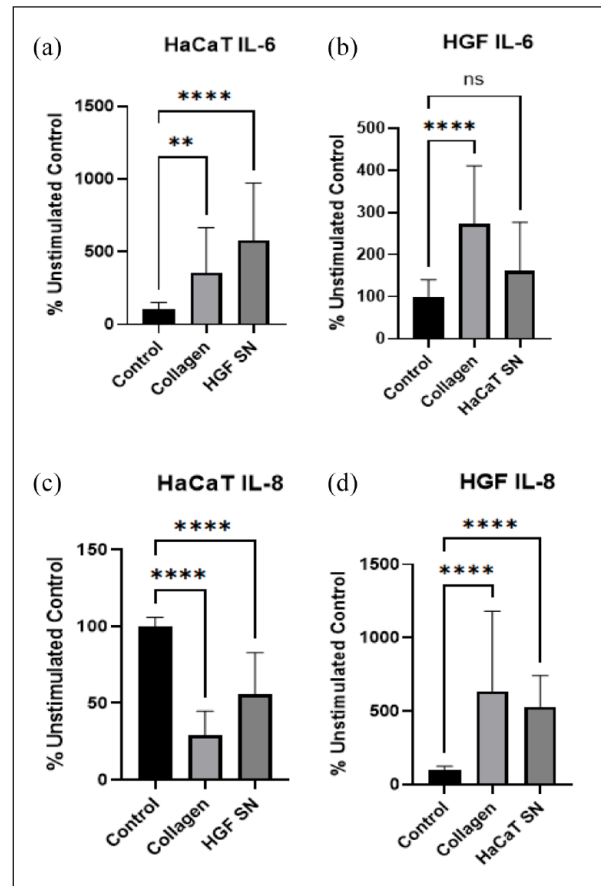 (a)
HaCaT IL-6
% Unstimulated Control
1500
1000
500
0
****
**
Control
Collagen
HGF SN
(b)
HGF IL-6
% Unstimulated Control
500
400
300
200
100
0
ns
****
Control
Collagen
HaCaT SN
(c)
HaCaT IL-8
% Unstimulated Control
150
100
50
0
****
****
Control
Collagen
HGF SN
(d)
HGF IL-8
% Unstimulated Control
1500
1000
500
0
****
****
Control
Collagen
HaCaT SN